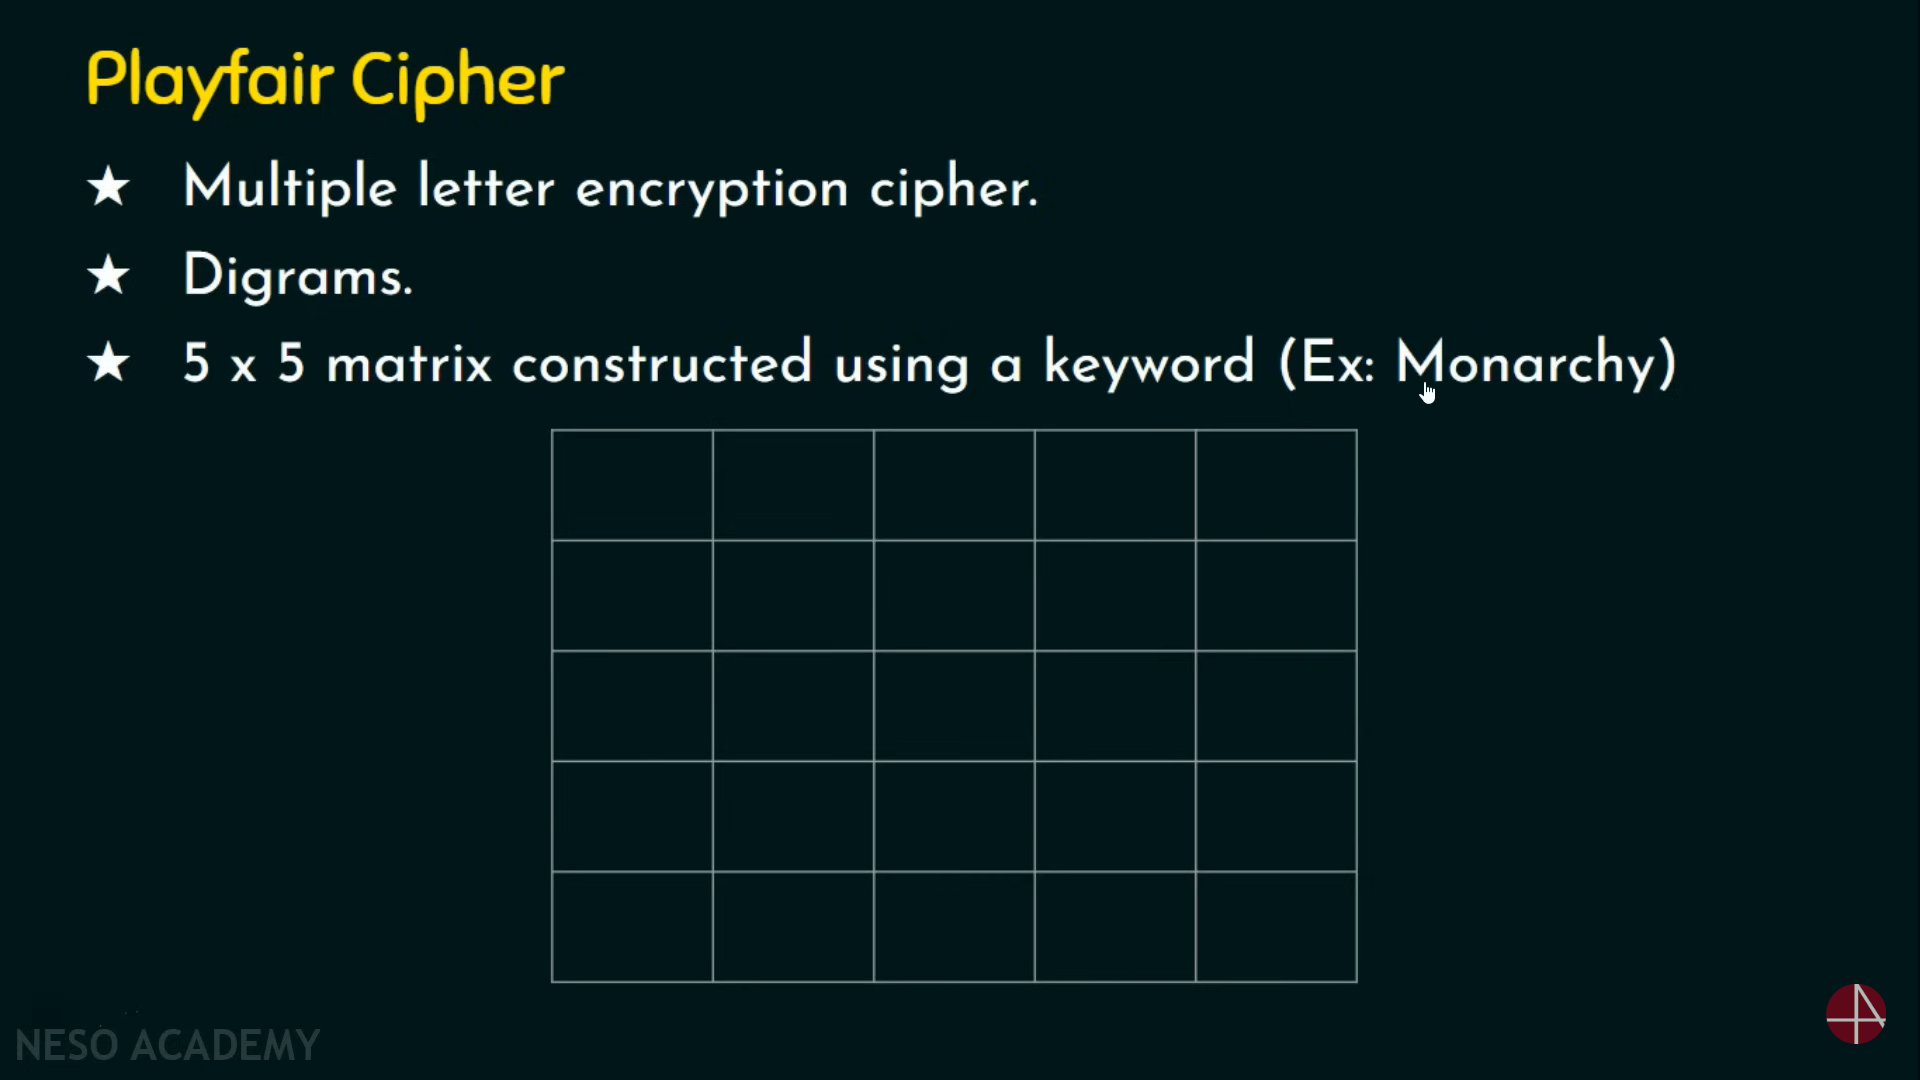 Playfair Cipher
★ Multiple letter encryption cipher.
★ Digrams.
★ 5 x 5 matrix constructed using a keyword (Ex: Monarchy)
NESO ACADEMY